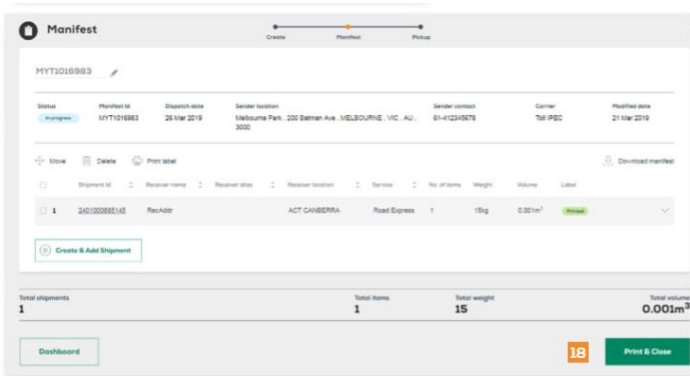 Manifest
Create Manifest Pickup
MYT1016983
Status Manifest Id Dispatch date Sender location Sender contact Carrier Modified date
In progress MYT1016983 26 Mar 2019 Melbourne Park , 200 Batman Ave , MELBOURNE , VIC , AU , 61-412345678 Toll IPEC 21 Mar 2019
3000
Move Delete Print label Download manifest
Shipment Id Receiver name Receiver alias Receiver location Service No. of items Weight Volume Label
1 2401000885145 RecAddr ACT CANBERRA Road Express 1 15kg 0.001m³ Printed
Create & Add Shipment
Total shipments Total items Total weight Total volume
1 1 15 0.001m³
Dashboard 18 Print & Close